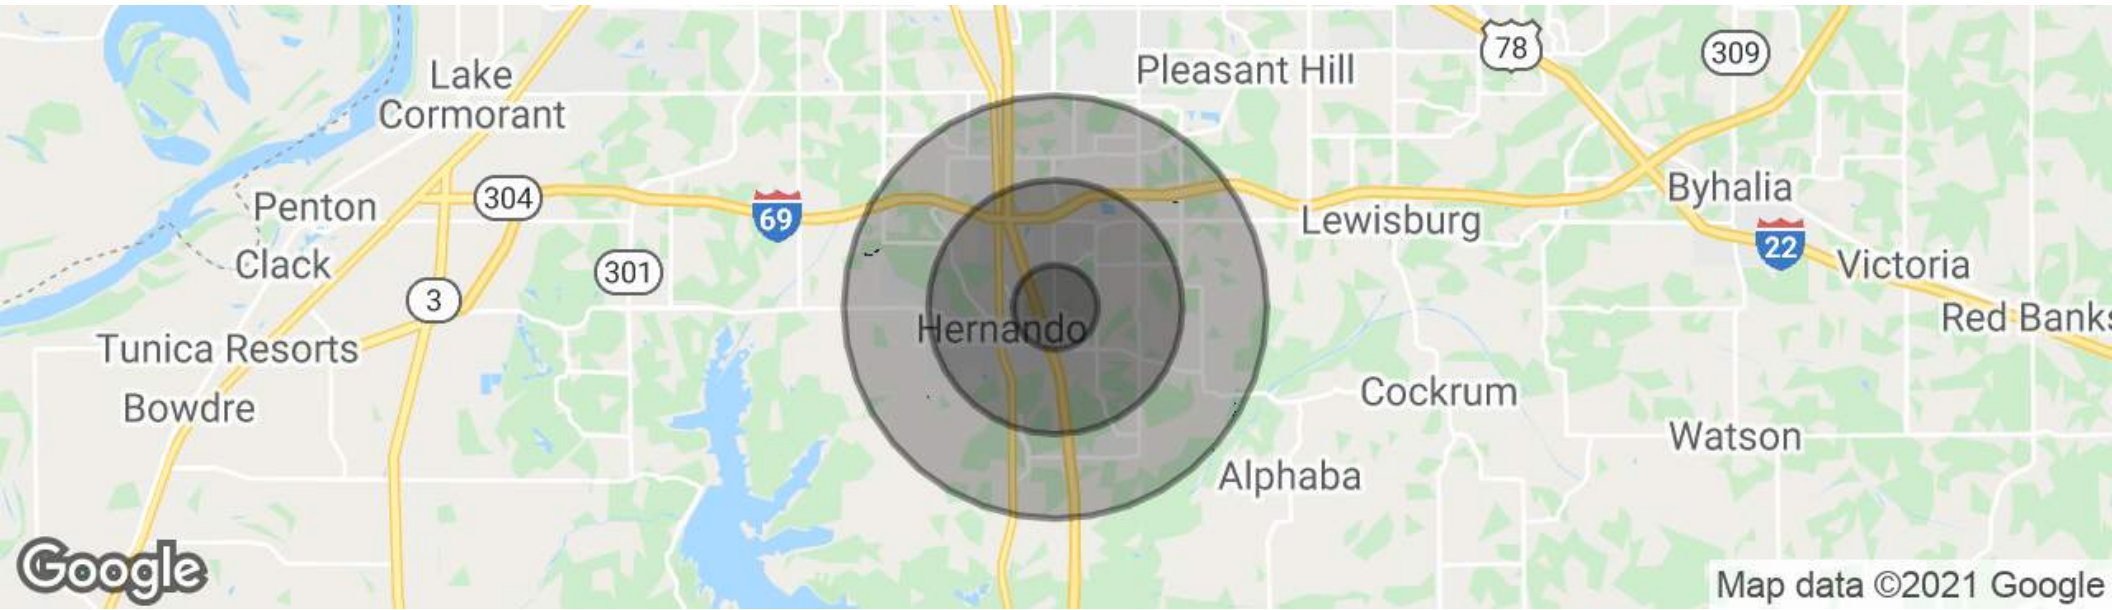 78
309
Pleasant Hill
Lake
Cormorant
Byhalia
304
Penton
69
Lewisburg
22
Clack
301
Victoria
3
Red Banks
Hernando
Tunica Resorts
Cockrum
Bowdre
Watson
Alphaba
Google
Map data ©2021 Google